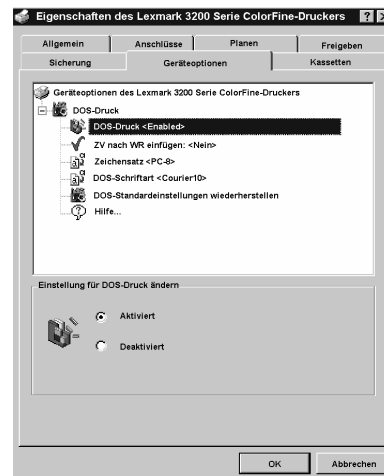 Eigenschaften des Lexmark 3200 Serie ColorFine-Druckers
Allgemein Anschlüsse Planen Freigeben
Sicherung Geräteoptionen Kassetten
Geräteoptionen des Lexmark 3200 Serie ColorFine-Druckers
DOS-Druck
DOS-Druck <Enabled>
ZV nach WR einfügen: <Nein>
Zeichensatz <PC-8>
DOS-Schriftart <Courier10>
DOS-Standardeinstellungen wiederherstellen
Hilfe...
Einstellung für DOS-Druck ändern
Aktiviert
Deaktiviert
OK Abbrechen